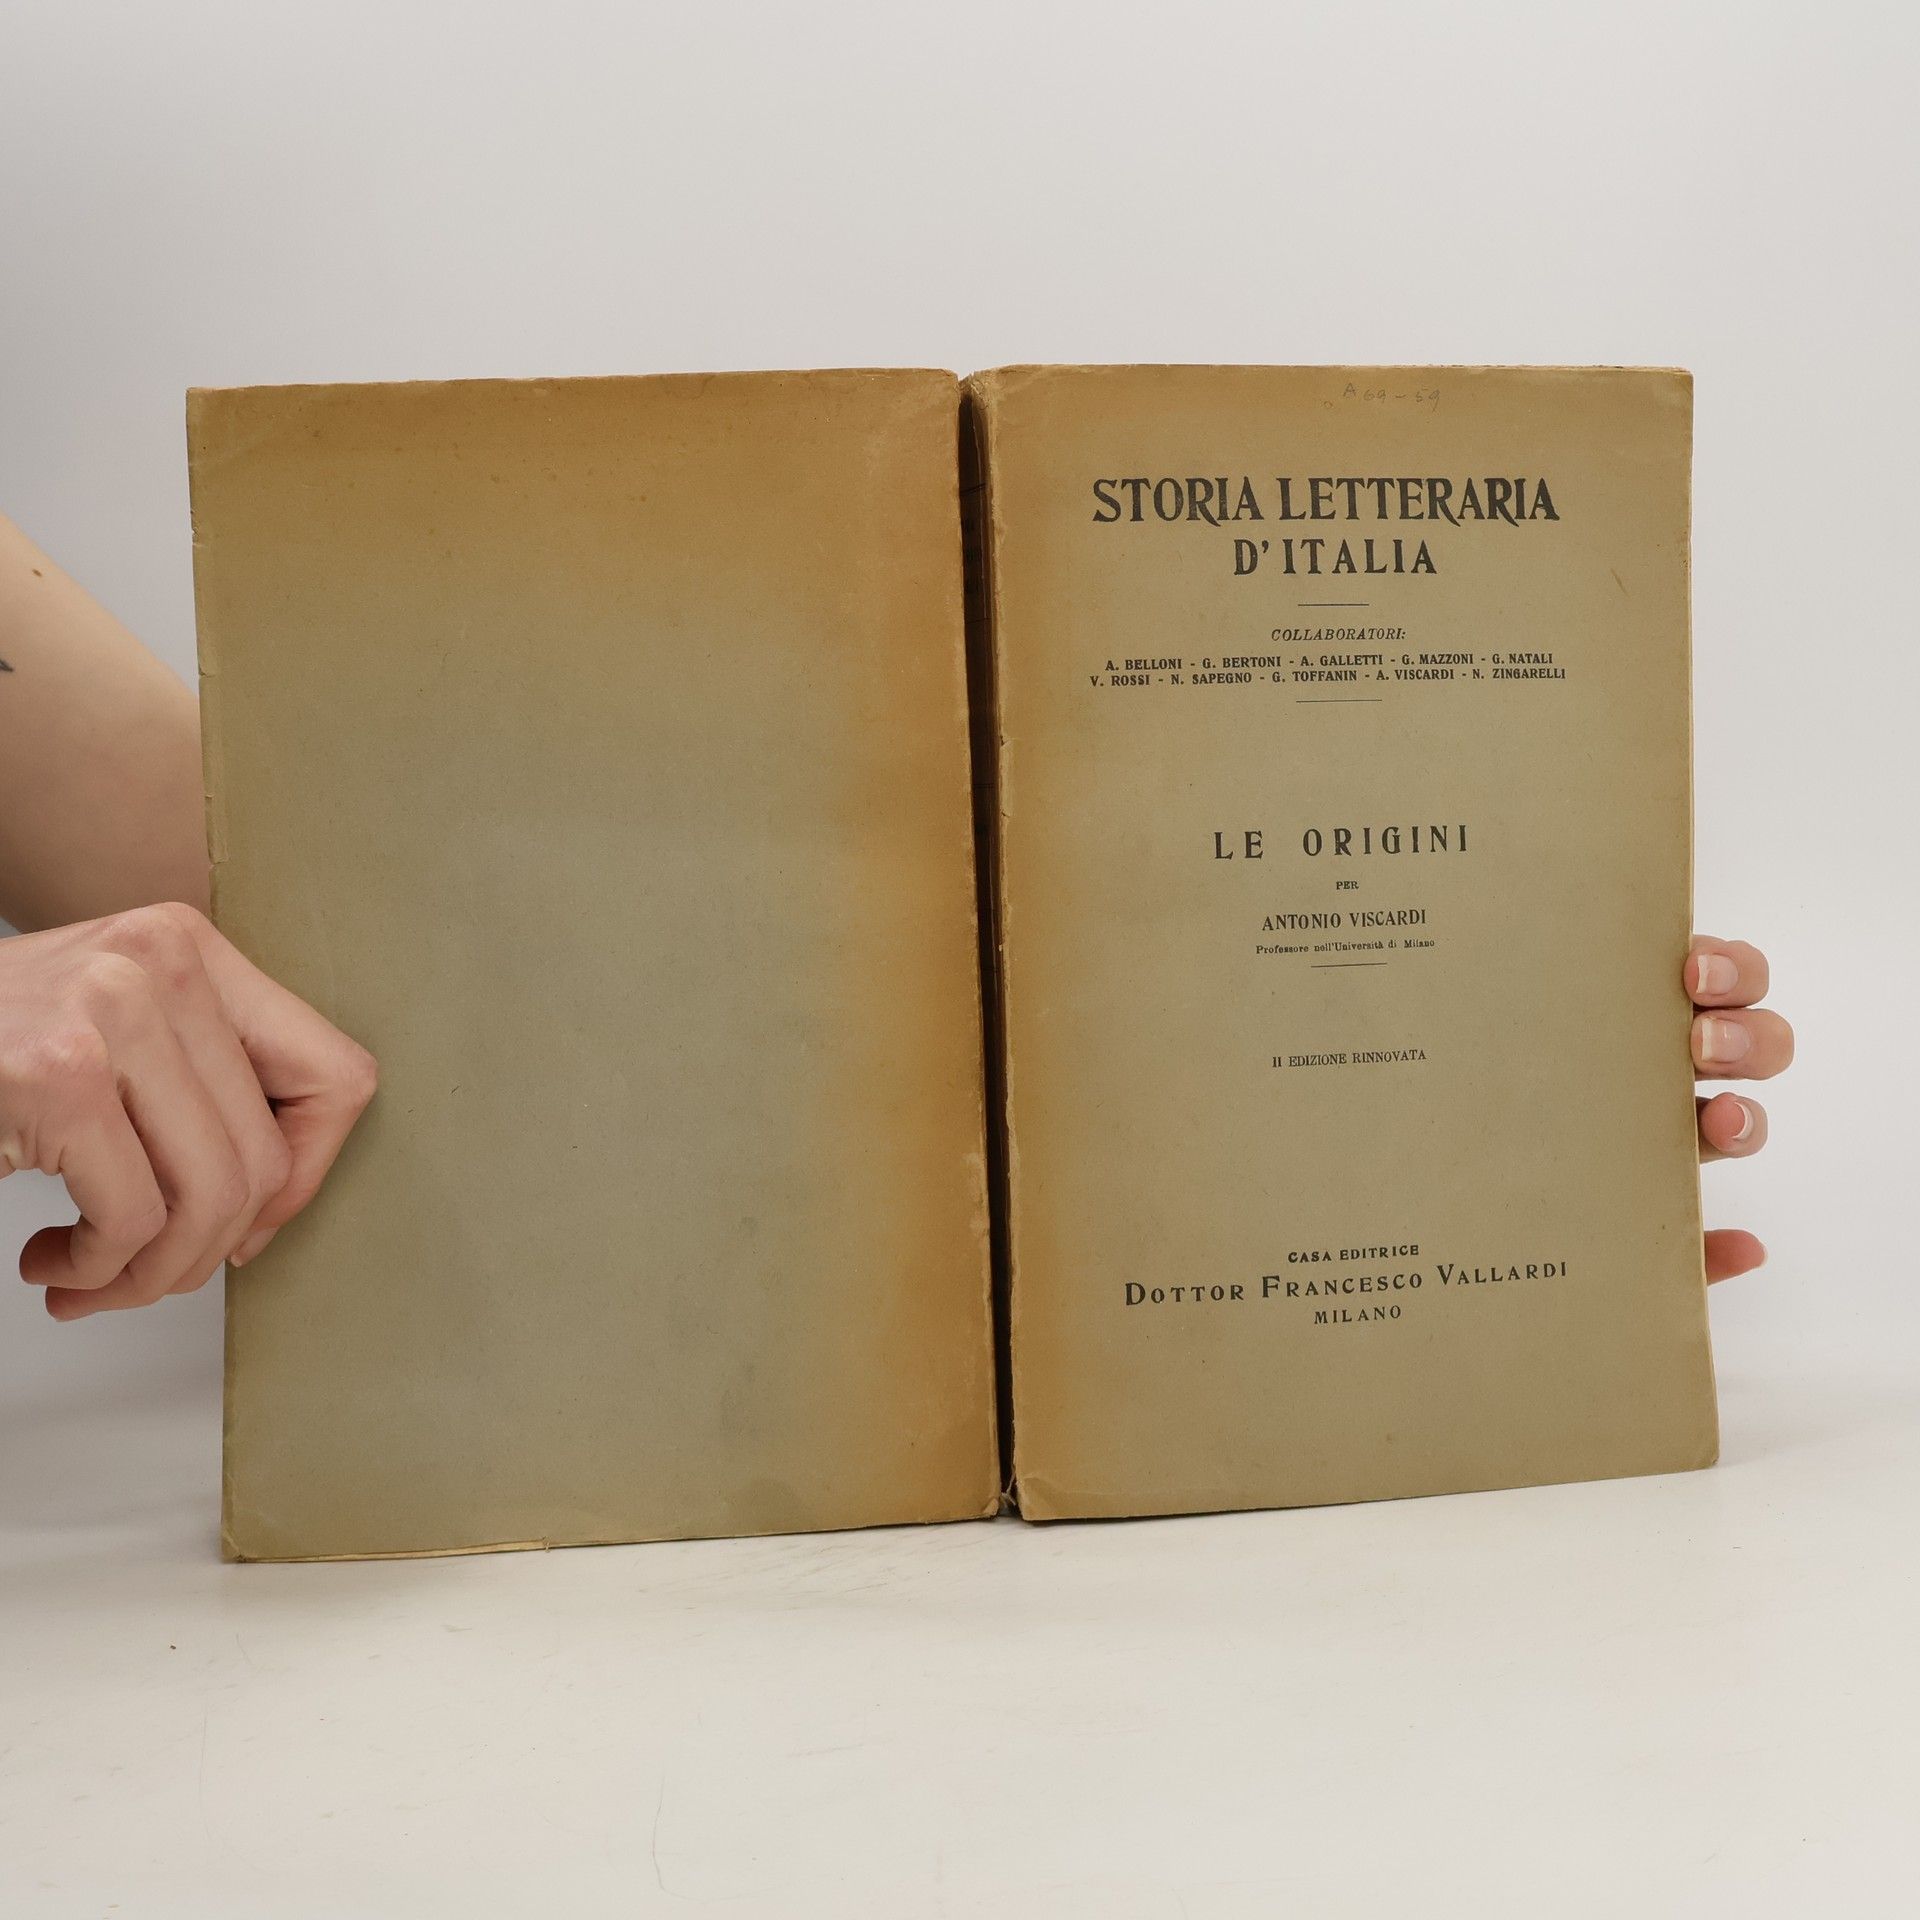 A 69 - 59
STORIA LETTERARIA
D'ITALIA
COLLABORATORI:
A. BELLONI - G. BERTONI - A. GALLETTI - G. MAZZONI - G. NATALI
V. ROSSI - N. SAPEGNO - G. TOFFANIN - A. VISCARDI - N. ZINGARELLI
LE ORIGINI
PER
ANTONIO VISCARDI
Professore nell'Università di Milano
II EDIZIONE RINNOVATA
CASA EDITRICE
DOTTOR FRANCESCO VALLARDI
MILANO